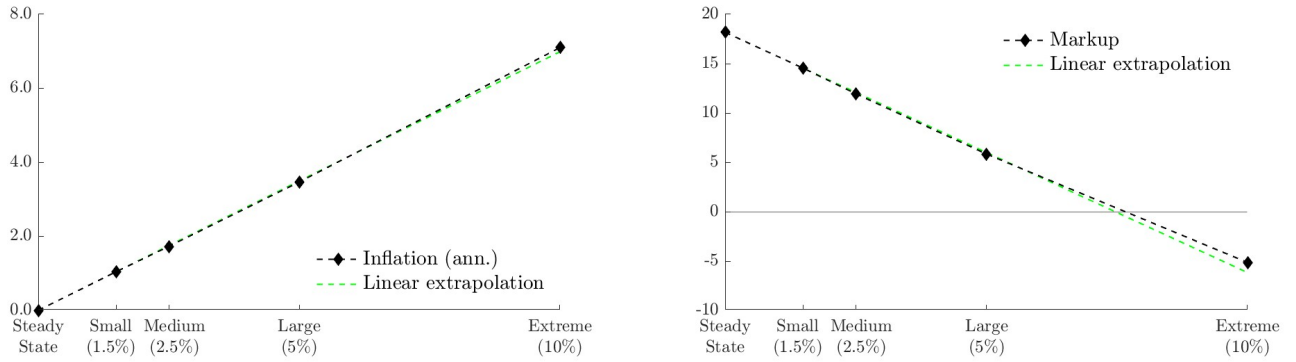 8.0
6.0
4.0
2.0
0.0
Inflation (ann.)
Linear extrapolation
Steady State
Small (1.5%)
Medium (2.5%)
Large (5%)
Extreme (10%)
20
15
10
5
0
-5
-10
Markup
Linear extrapolation
Steady State
Small (1.5%)
Medium (2.5%)
Large (5%)
Extreme (10%)